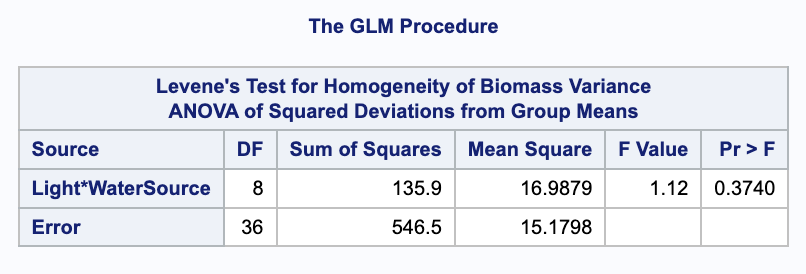 The GLM Procedure
Levene's Test for Homogeneity of Biomass Variance
ANOVA of Squared Deviations from Group Means
Source DF Sum of Squares Mean Square F Value Pr > F
Light*WaterSource 8 135.9 16.9879 1.12 0.3740
Error 36 546.5 15.1798